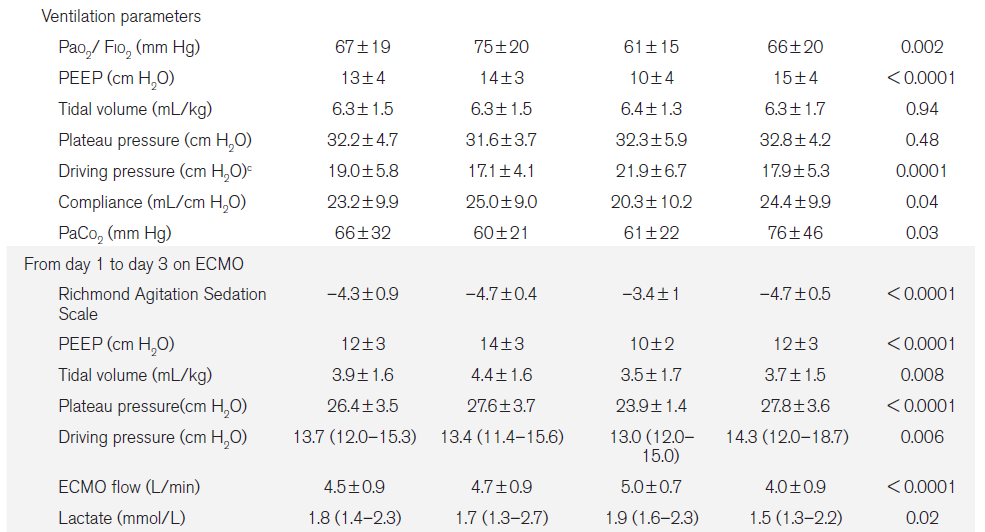 Ventilation parameters
Pao₂/ Fio₂ (mm Hg) 67±19 75±20 61±15 66±20 0.002
PEEP (cm H₂O) 13±4 14±3 10±4 15±4 <0.0001
Tidal volume (mL/kg) 6.3±1.5 6.3±1.5 6.4±1.3 6.3±1.7 0.94
Plateau pressure (cm H₂O) 32.2±4.7 31.6±3.7 32.3±5.9 32.8±4.2 0.48
Driving pressure (cm H₂O)ᶜ 19.0±5.8 17.1±4.1 21.9±6.7 17.9±5.3 0.0001
Compliance (mL/cm H₂O) 23.2±9.9 25.0±9.0 20.3±10.2 24.4±9.9 0.04
PaCo₂ (mm Hg) 66±32 60±21 61±22 76±46 0.03
From day 1 to day 3 on ECMO
Richmond Agitation Sedation −4.3±0.9 −4.7±0.4 −3.4±1 −4.7±0.5 <0.0001
Scale
PEEP (cm H₂O) 12±3 14±3 10±2 12±3 <0.0001
Tidal volume (mL/kg) 3.9±1.6 4.4±1.6 3.5±1.7 3.7±1.5 0.008
Plateau pressure(cm H₂O) 26.4±3.5 27.6±3.7 23.9±1.4 27.8±3.6 <0.0001
Driving pressure (cm H₂O) 13.7 (12.0–15.3) 13.4 (11.4–15.6) 13.0 (12.0– 14.3 (12.0–18.7) 0.006
15.0)
ECMO flow (L/min) 4.5±0.9 4.7±0.9 5.0±0.7 4.0±0.9 <0.0001
Lactate (mmol/L) 1.8 (1.4–2.3) 1.7 (1.3–2.7) 1.9 (1.6–2.3) 1.5 (1.3–2.2) 0.02